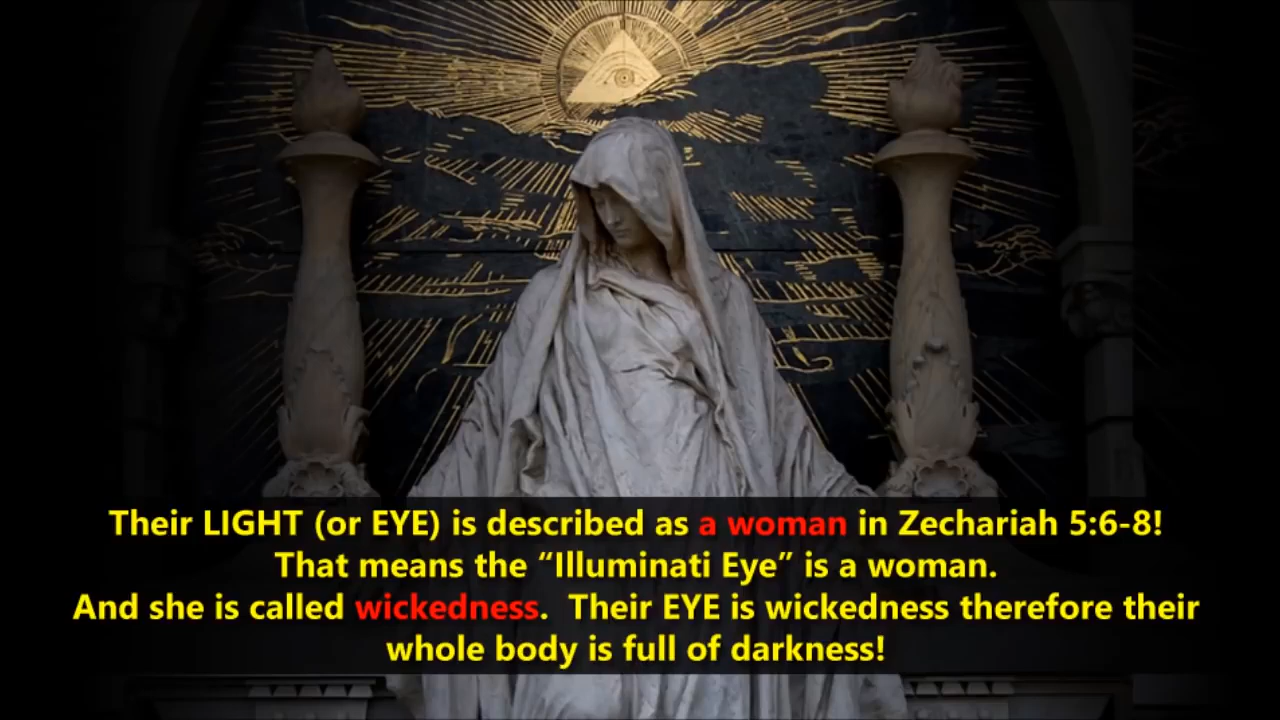 Their LIGHT (or EYE) is described as a woman in Zechariah 5:6-8!
That means the “Illuminati Eye” is a woman.
And she is called wickedness.  Their EYE is wickedness therefore their
whole body is full of darkness!